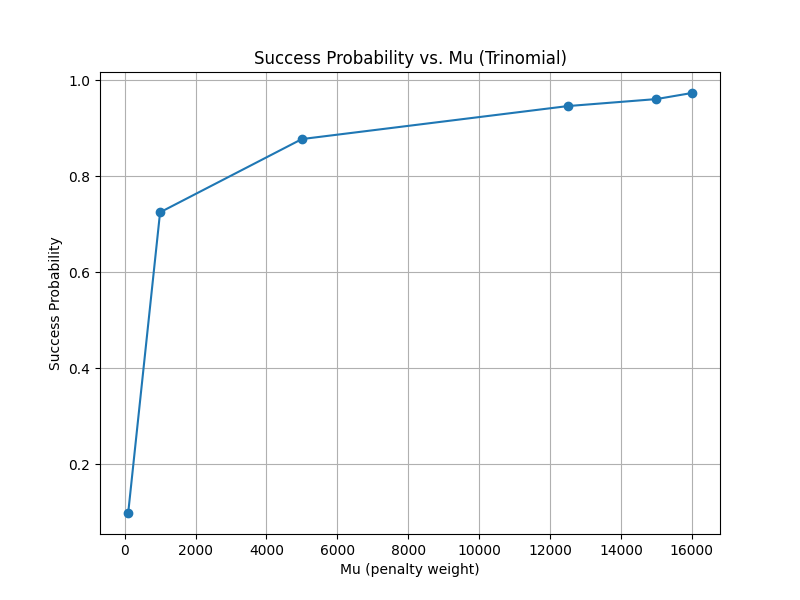 Success Probability vs. Mu (Trinomial)
1.0
0.8
0.6
0.4
0.2
Success Probability
0 2000 4000 6000 8000 10000 12000 14000 16000
Mu (penalty weight)